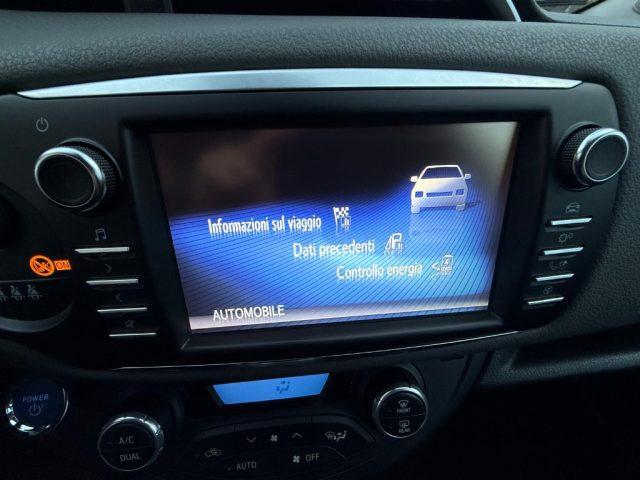 Informazioni sul viaggio
Dati precedenti
Controllo energia
AUTOMOBILE
ON
POWER
A/C
DUAL
AUTO
OFF
FRONT
REAR